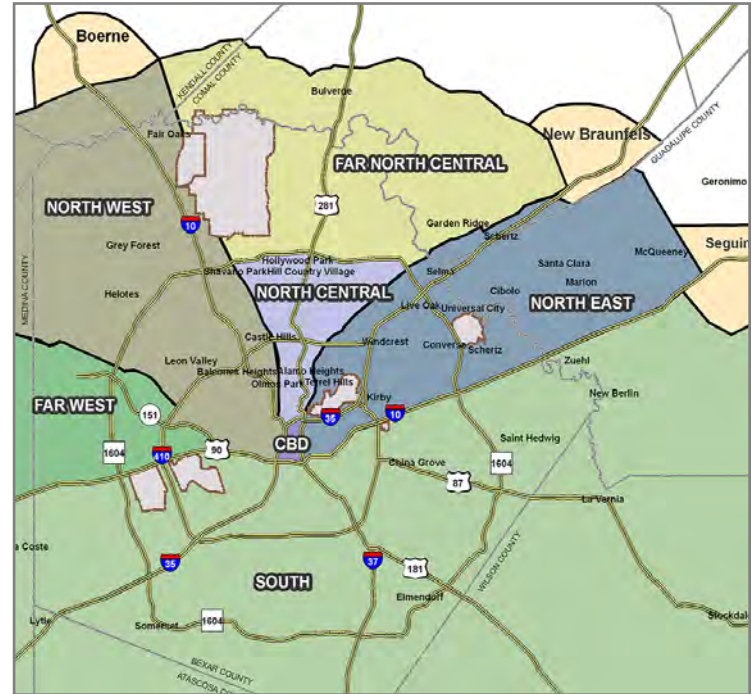 Boerne
KENDALL COUNTY
COMAL COUNTY
Bulverde
Fair Oaks
New Braunfels
GUADALUPE COUNTY
FAR NORTH CENTRAL
Geronimo
NORTH WEST
281
10
Garden Ridge
Schertz
Seguin
Grey Forest
Hollywood Park
McQueeney
Santa Clara
Shavano Park
Hill Country Village
Selma
MEDINA COUNTY
Marion
Helotes
NORTH CENTRAL
Cibolo
NORTH EAST
Live Oak
Universal City
Castle Hills
Windcrest
Converse
Schertz
Leon Valley
Zuehl
Balcones Heights
Alamo Heights
Olmos Park
Terrel Hills
New Berlin
FAR WEST
Kirby
151
35
10
CBD
Saint Hedwig
1604
410
90
China Grove
1604
87
La Vernia
a Coste
35
37
WILSON COUNTY
181
SOUTH
Elmendorf
Lytle
Somerset
1604
Stockdal
BEXAR COUNTY
ATASCOSA CO